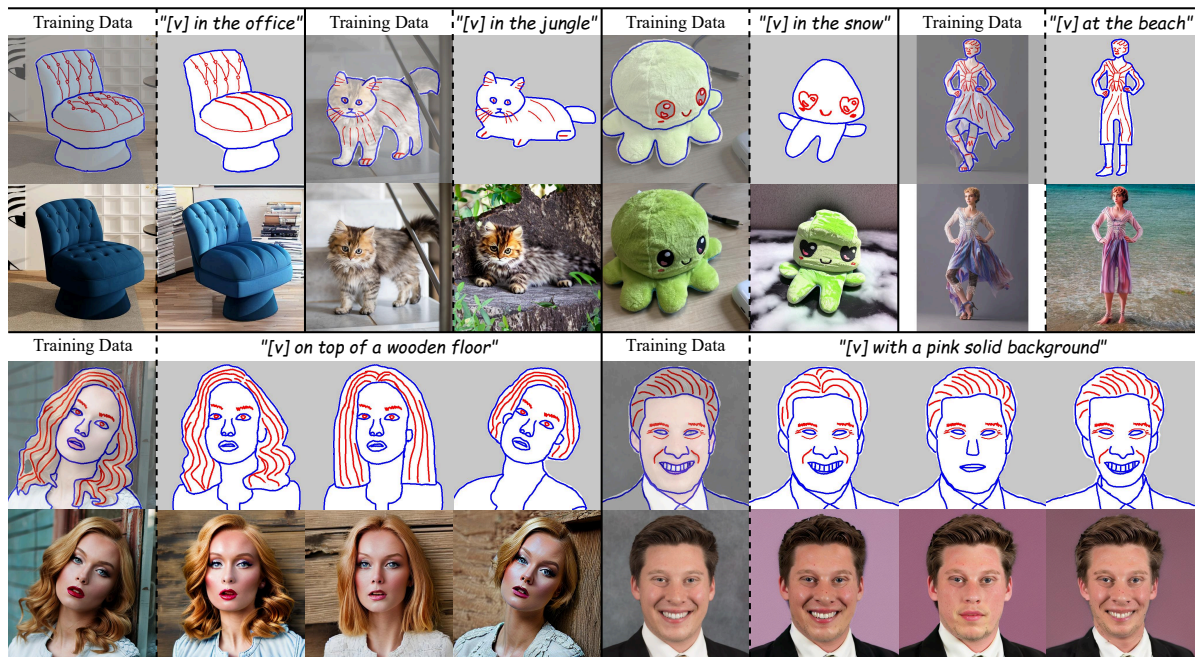 Training Data
"[v] in the office"
Training Data
"[v] in the jungle"
Training Data
"[v] in the snow"
Training Data
"[v] at the beach"
Training Data
"[v] on top of a wooden floor"
Training Data
"[v] with a pink solid background"